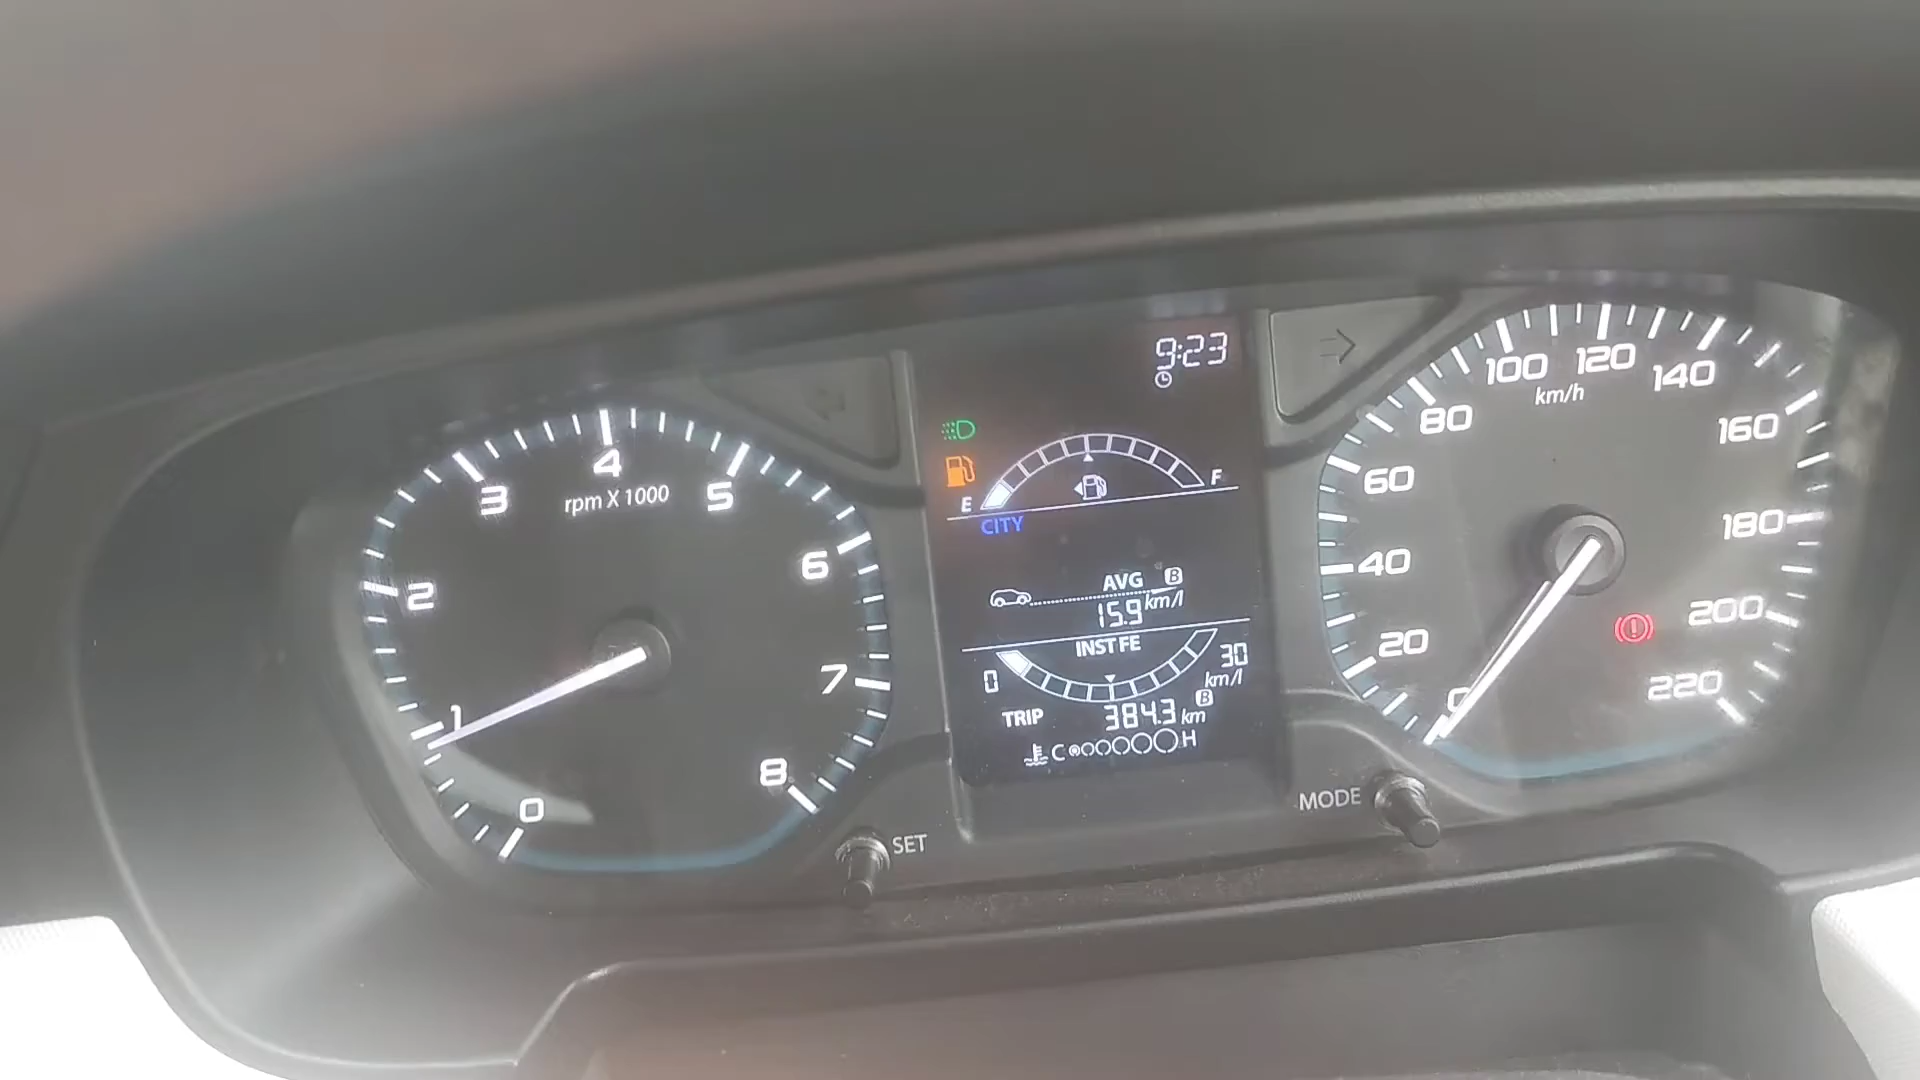 9:23
E F
CITY
AVG B
15.9 km/l
INST FE
0 30
km/l
TRIP B
384.3 km
C H
0
1
2
3
4
5
6
7
8
rpm X 1000
SET
MODE
0
20
40
60
80
100
120
140
160
180
200
220
km/h